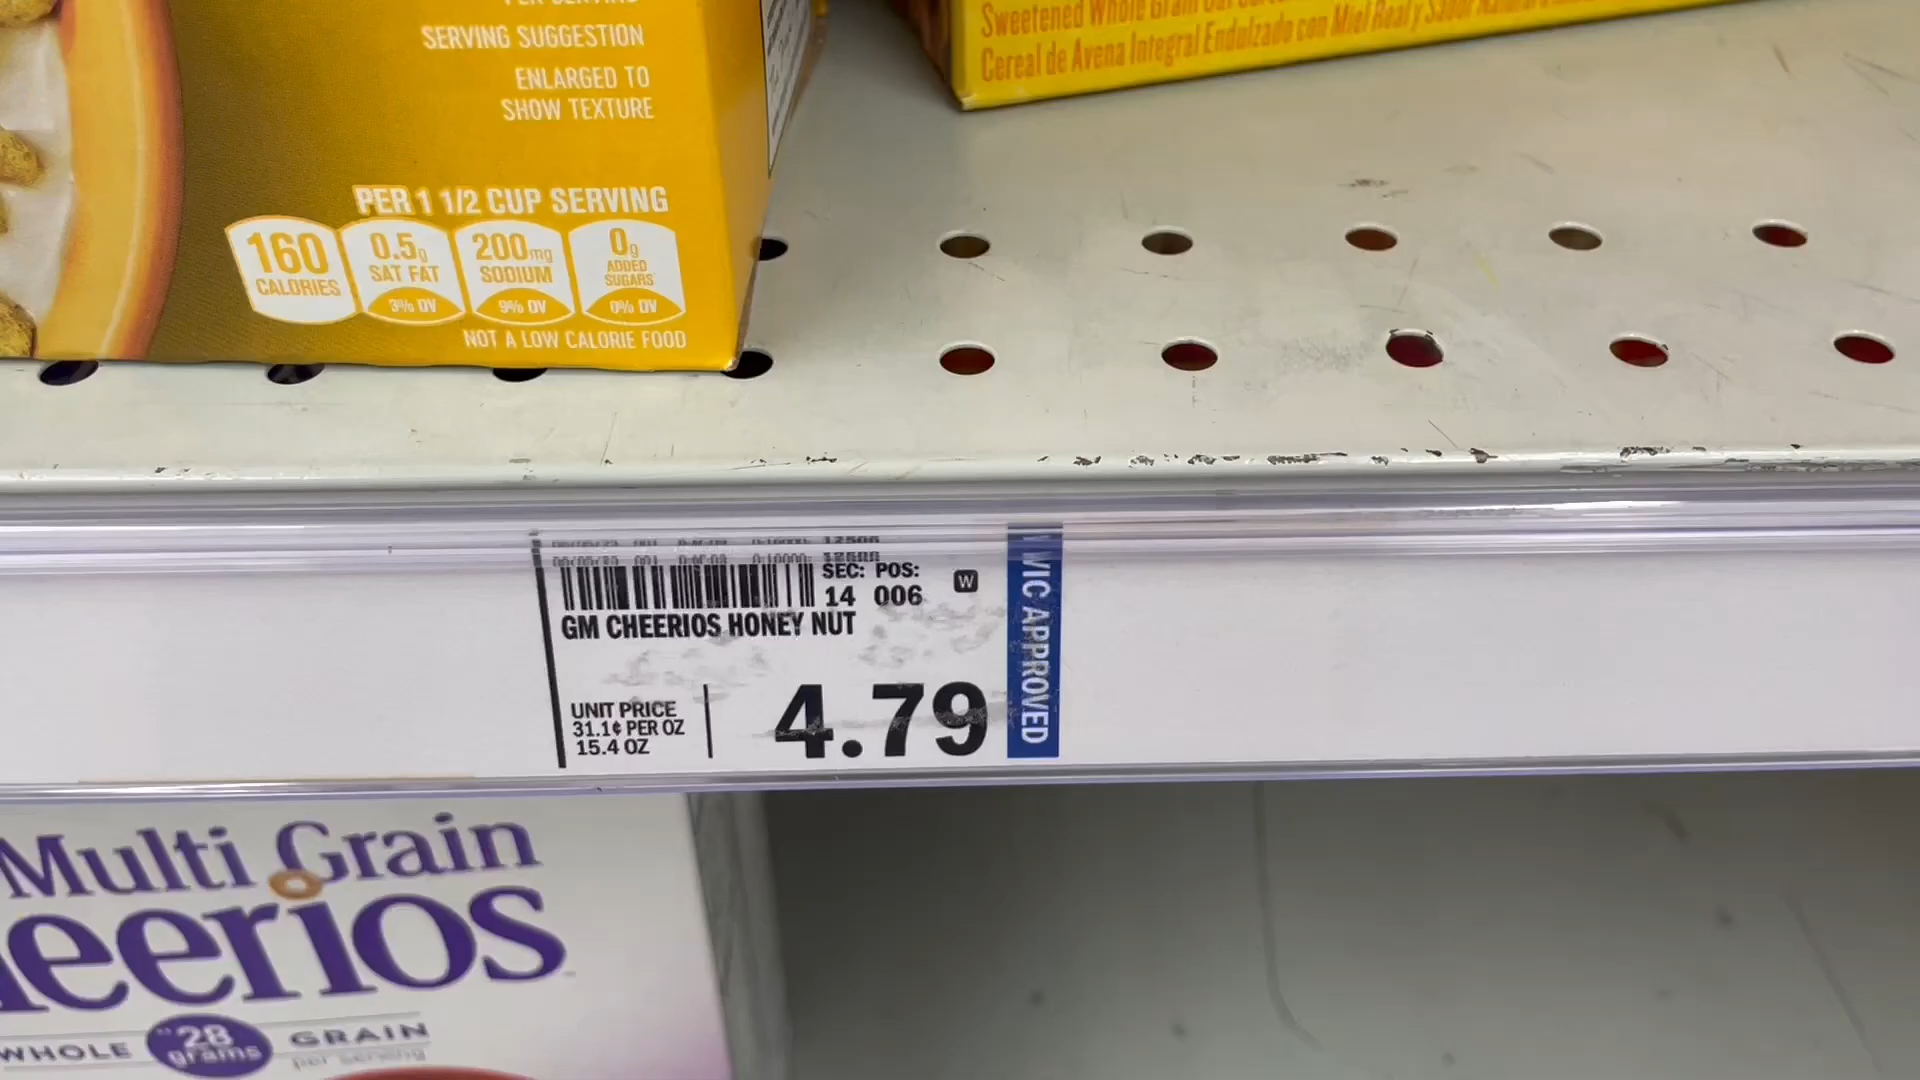 SERVING SUGGESTION
ENLARGED TO
SHOW TEXTURE
PER 1 1/2 CUP SERVING
160 CALORIES
0.5g SAT FAT 3% DV
200mg SODIUM 9% DV
0g ADDED SUGARS 0% DV
NOT A LOW CALORIE FOOD
Sweetened Whole Grain
Cereal de Avena Integral Endulzado con Miel Real y Sabor
SEC: POS:
14 006 W
GM CHEERIOS HONEY NUT
UNIT PRICE
31.1¢ PER OZ
15.4 OZ
4.79
WIC APPROVED
Multi Grain
eerios
WHOLE 28 grams GRAIN
per serving